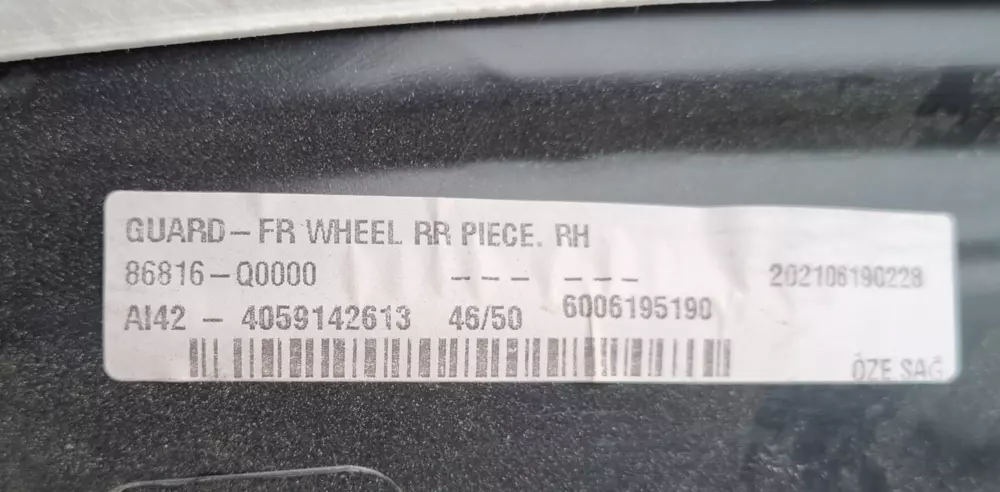 GUARD-FR WHEEL RR PIECE. RH
86816-Q0000 --- --- 202106190228
AI42 - 4059142613 46/50 6006195190
ÖZE SAĞ